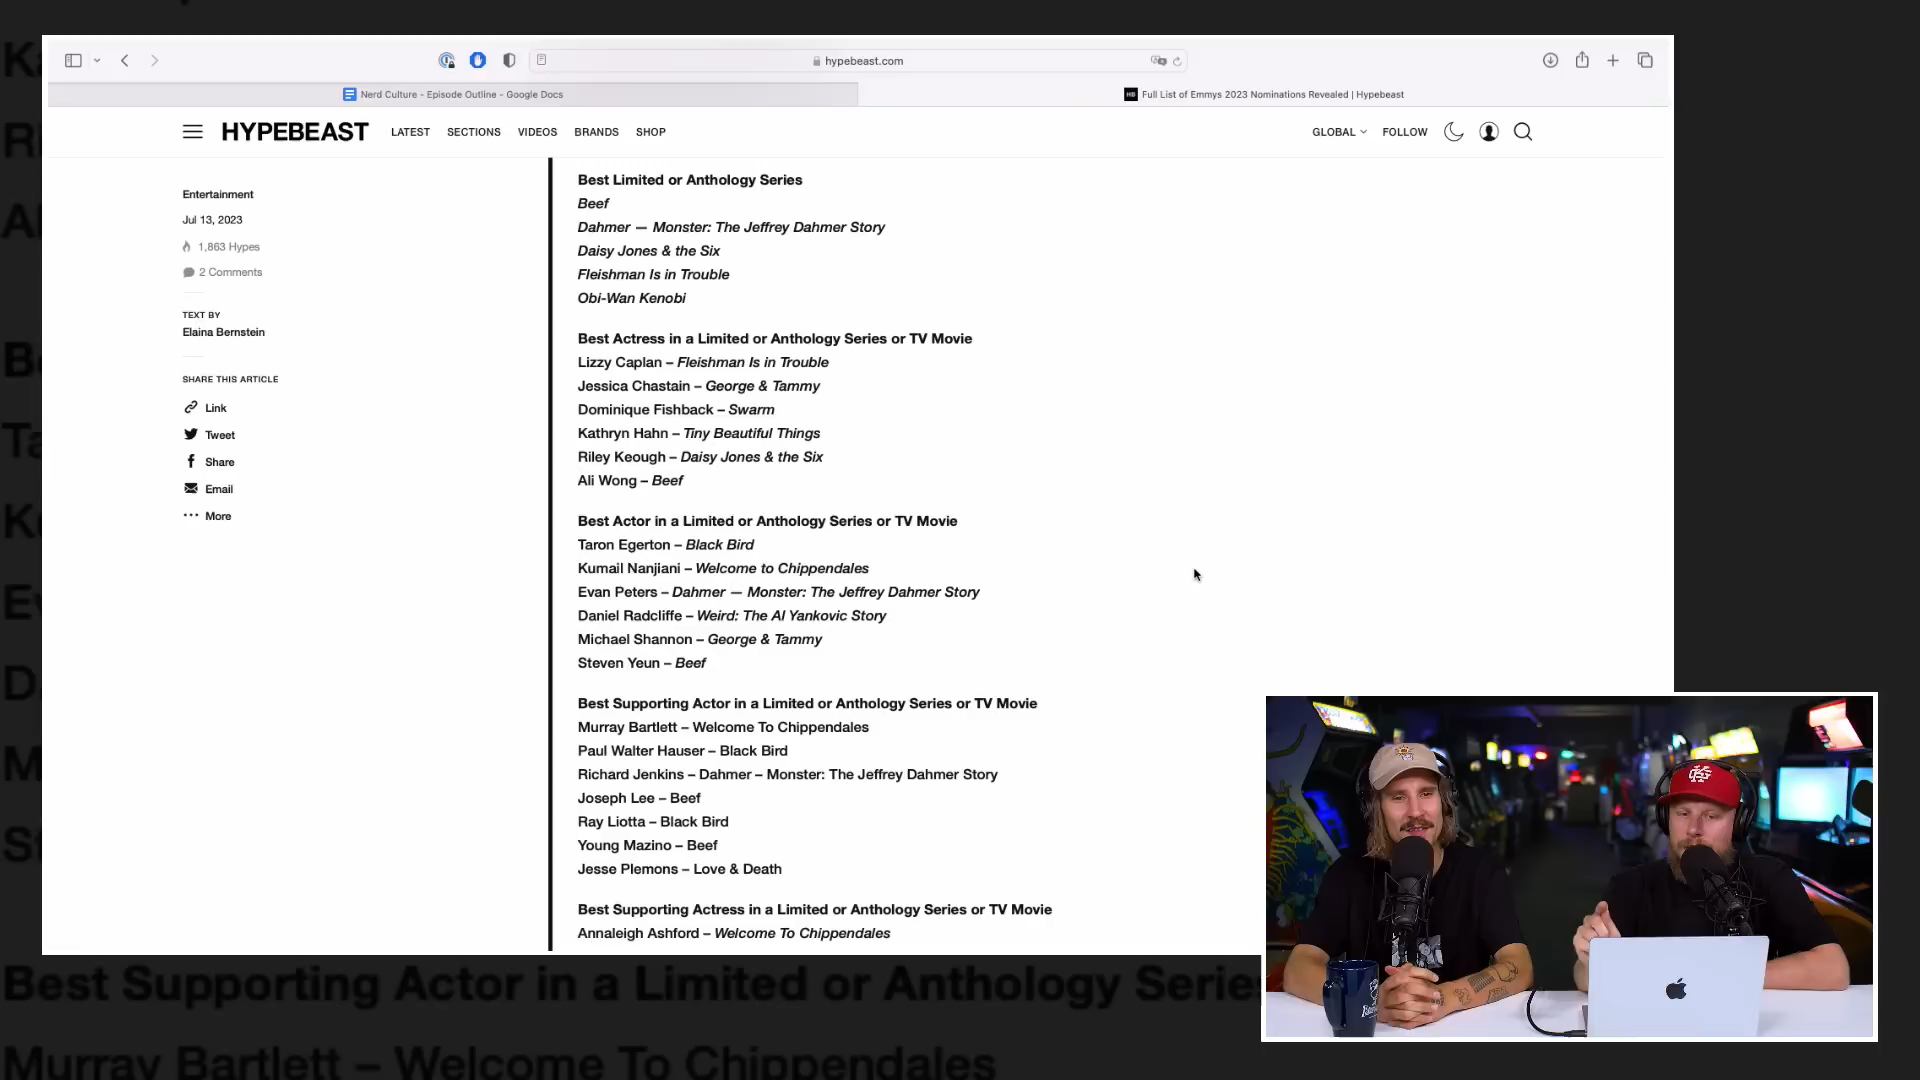 hypebeast.com
Nerd Culture - Episode Outline - Google Docs
Full List of Emmys 2023 Nominations Revealed | Hypebeast
HYPEBEAST
LATEST
SECTIONS
VIDEOS
BRANDS
SHOP
GLOBAL
FOLLOW
Entertainment
Jul 13, 2023
1,863 Hypes
2 Comments
TEXT BY
Elaina Bernstein
SHARE THIS ARTICLE
Link
Tweet
Share
Email
More
Best Limited or Anthology Series
Beef
Dahmer — Monster: The Jeffrey Dahmer Story
Daisy Jones & the Six
Fleishman Is in Trouble
Obi-Wan Kenobi
Best Actress in a Limited or Anthology Series or TV Movie
Lizzy Caplan – Fleishman Is in Trouble
Jessica Chastain – George & Tammy
Dominique Fishback – Swarm
Kathryn Hahn – Tiny Beautiful Things
Riley Keough – Daisy Jones & the Six
Ali Wong – Beef
Best Actor in a Limited or Anthology Series or TV Movie
Taron Egerton – Black Bird
Kumail Nanjiani – Welcome to Chippendales
Evan Peters – Dahmer — Monster: The Jeffrey Dahmer Story
Daniel Radcliffe – Weird: The Al Yankovic Story
Michael Shannon – George & Tammy
Steven Yeun – Beef
Best Supporting Actor in a Limited or Anthology Series or TV Movie
Murray Bartlett – Welcome To Chippendales
Paul Walter Hauser – Black Bird
Richard Jenkins – Dahmer – Monster: The Jeffrey Dahmer Story
Joseph Lee – Beef
Ray Liotta – Black Bird
Young Mazino – Beef
Jesse Plemons – Love & Death
Best Supporting Actress in a Limited or Anthology Series or TV Movie
Annaleigh Ashford – Welcome To Chippendales
Best Supporting Actor in a Limited or Anthology Series
Murray Bartlett – Welcome To Chippendales